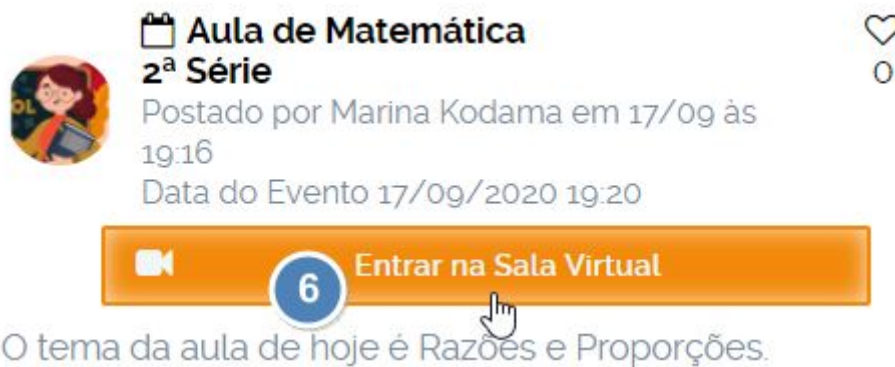 Aula de Matemática
2ª Série
0
Postado por Marina Kodama em 17/09 às
19:16
Data do Evento 17/09/2020 19:20
6 Entrar na Sala Virtual
O tema da aula de hoje é Razões e Proporções.